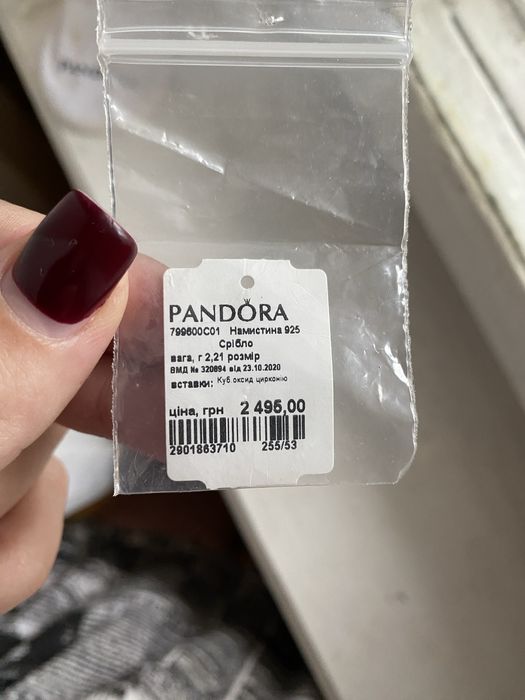 PANDORA
799600C01 Намистина 925
Срібло
вага, г 2,21 розмір
ВМД № 320894 від 23.10.2020
вставки: Куб.оксид цирконію
ціна, грн 2 495,00
2901863710 255/53